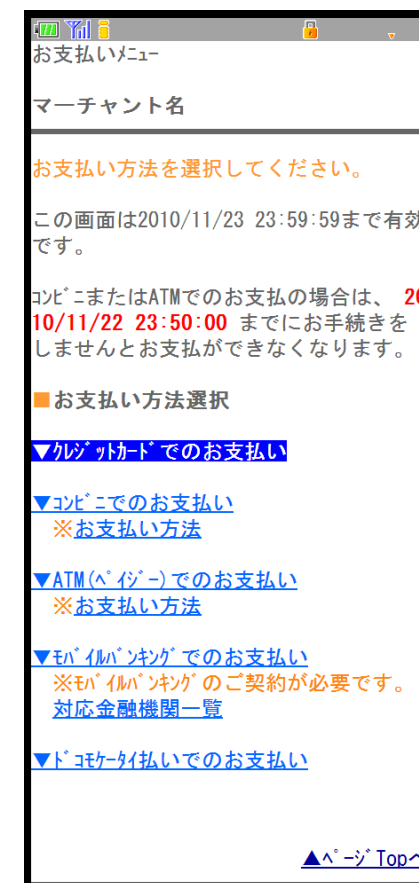 お支払いﾒﾆｭｰ
マーチャント名
お支払い方法を選択してください。
この画面は2010/11/23 23:59:59まで有効
です。
ｺﾝﾋﾞﾆまたはATMでのお支払の場合は、 20
10/11/22 23:50:00 までにお手続きを
しませんとお支払ができなくなります。
■お支払い方法選択
▼ｸﾚｼﾞｯﾄｶｰﾄﾞでのお支払い
▼ｺﾝﾋﾞﾆでのお支払い
※お支払い方法
▼ATM(ﾍﾟｲｼﾞｰ)でのお支払い
※お支払い方法
▼ﾓﾊﾞｲﾙﾊﾞﾝｷﾝｸﾞでのお支払い
※ﾓﾊﾞｲﾙﾊﾞﾝｷﾝｸﾞのご契約が必要です。
対応金融機関一覧
▼ﾄﾞｺﾓｹｰﾀｲ払いでのお支払い
▲ﾍﾟｰｼﾞTopへ